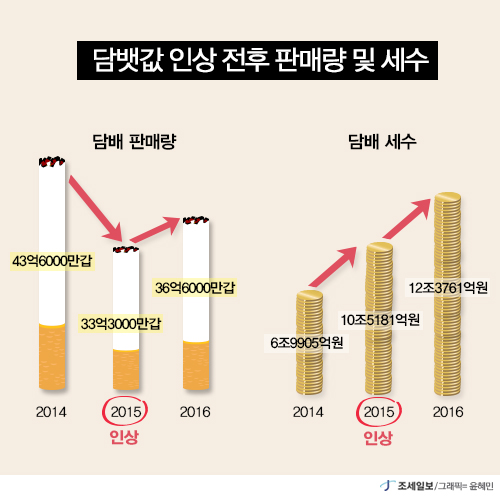 담뱃값 인상 전후 판매량 및 세수
담배 판매량
43억6000만갑
33억3000만갑
36억6000만갑
2014 2015 2016
인상
담배 세수
6조9905억원
10조5181억원
12조3761억원
2014 2015 2016
인상
조세일보/그래픽= 윤혜민